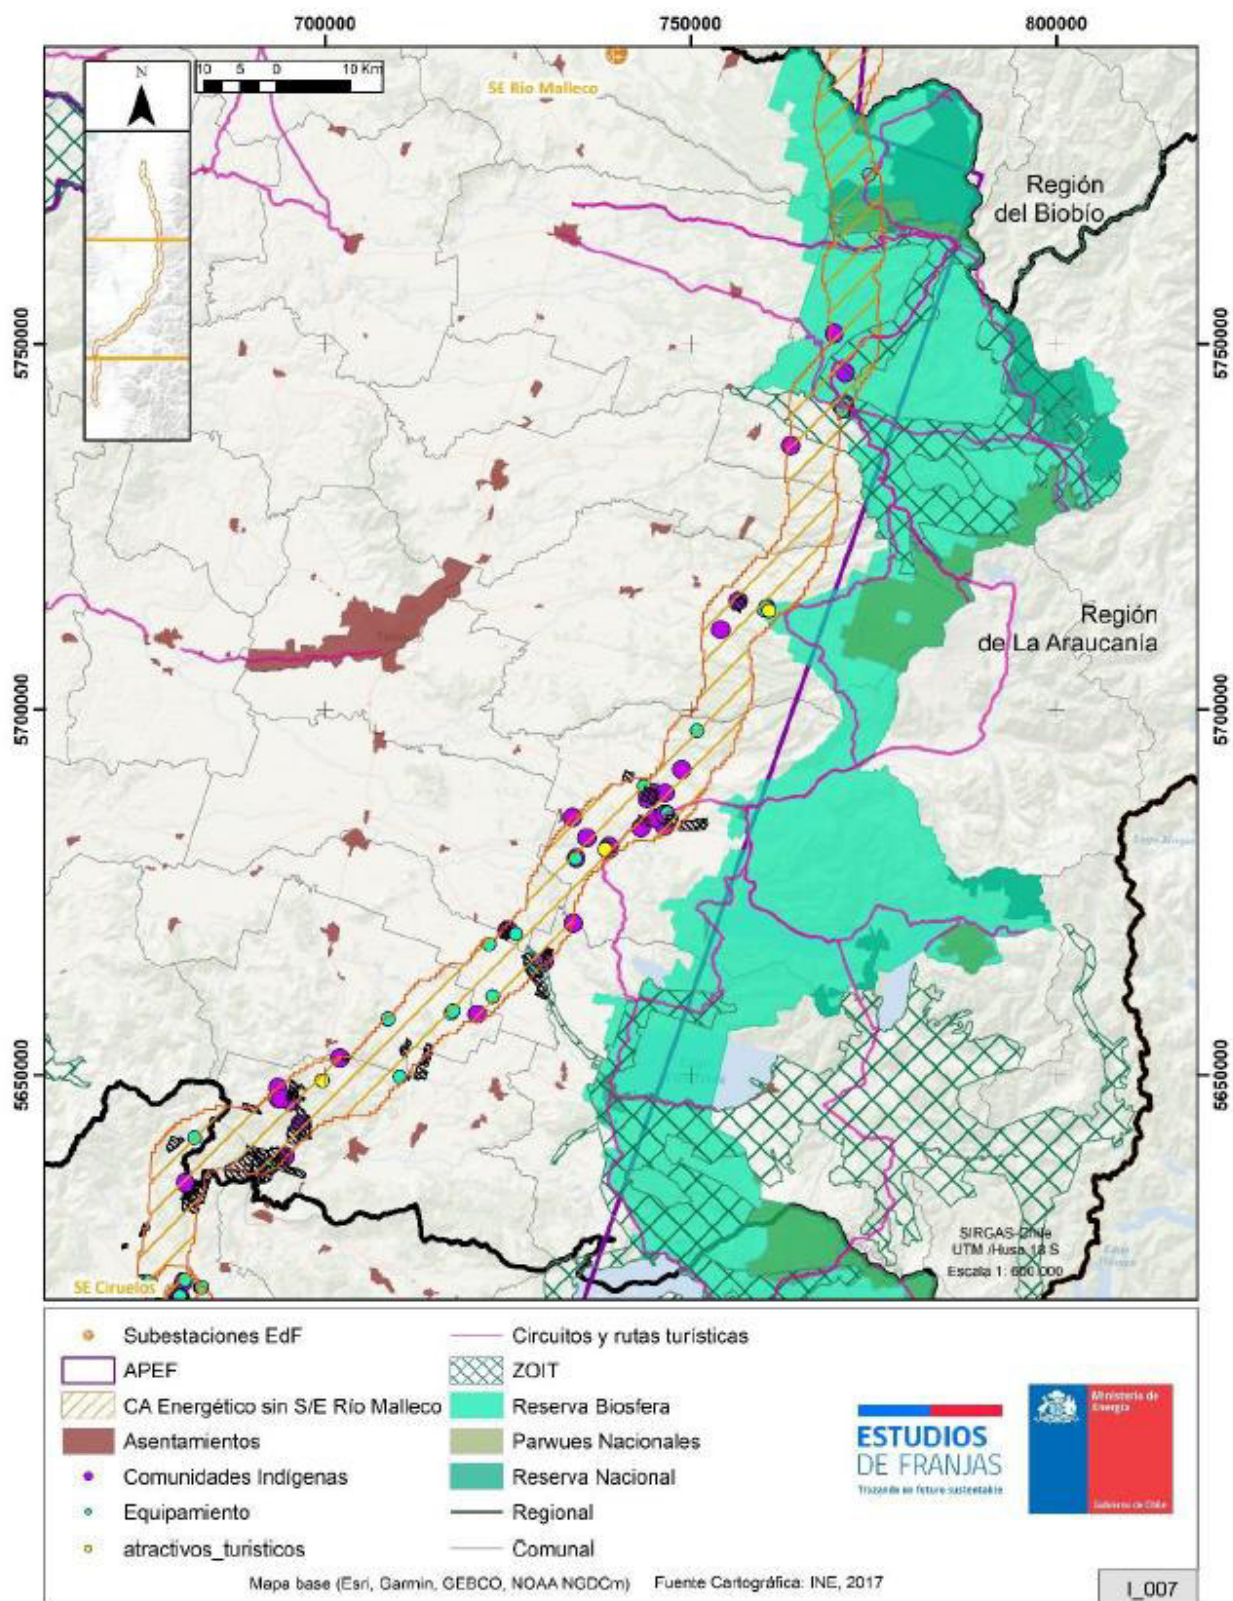 700000
750000
800000
N
10 5 0 10 Km
SE Río Malleco
Región
del Biobío
5750000
5750000
Región
de La Araucanía
5700000
5700000
5650000
5650000
SIRGAS-Chile
UTM /Huso 18 S
Escala 1: 600.000
SE Ciruelos
Subestaciones EdF
APEF
CA Energético sin S/E Río Malleco
Asentamientos
Comunidades Indígenas
Equipamiento
atractivos_turisticos
Circuitos y rutas turísticas
ZOIT
Reserva Biosfera
Parwues Nacionales
Reserva Nacional
Regional
Comunal
ESTUDIOS
DE FRANJAS
Trazando un futuro sustentable
Ministerio de
Energía
Gobierno de Chile
Mapa base (Esri, Garmin, GEBCO, NOAA NGDCm) Fuente Cartográfica: INE, 2017
I_007